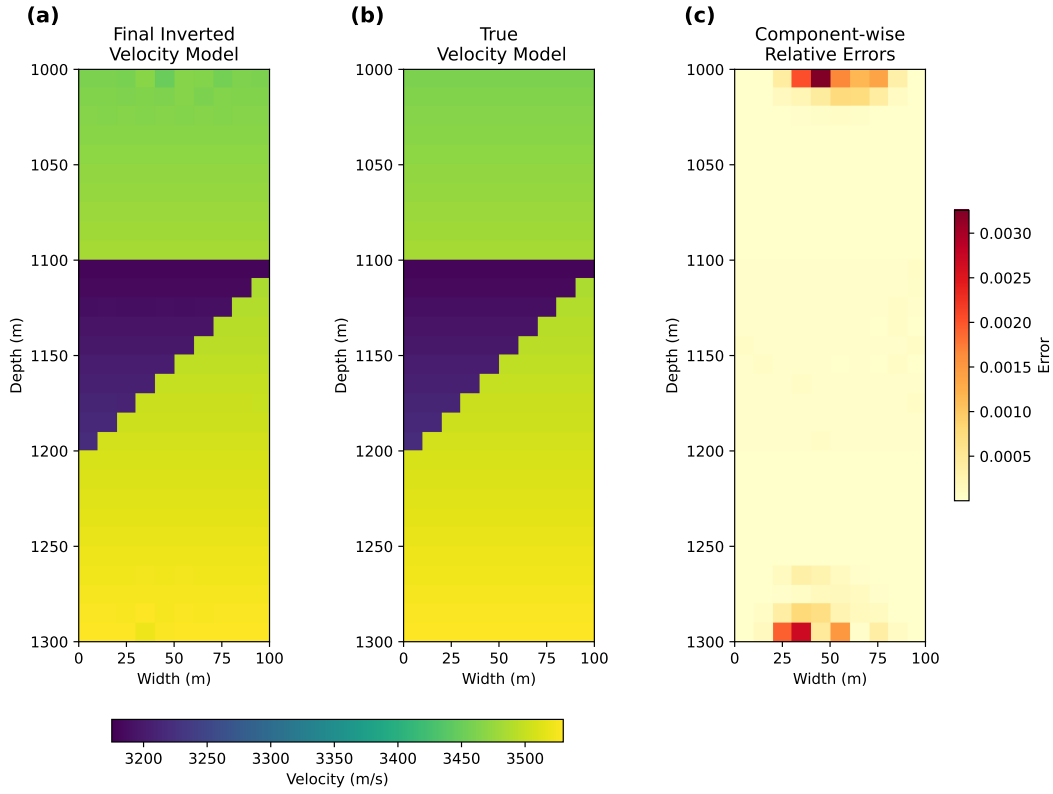 (a)
Final Inverted
Velocity Model
1000
1050
1100
1150
1200
1250
1300
Depth (m)
0 25 50 75 100
Width (m)
(b)
True
Velocity Model
1000
1050
1100
1150
1200
1250
1300
Depth (m)
0 25 50 75 100
Width (m)
(c)
Component-wise
Relative Errors
1000
1050
1100
1150
1200
1250
1300
Depth (m)
0 25 50 75 100
Width (m)
0.0030
0.0025
0.0020
0.0015
0.0010
0.0005
Error
3200 3250 3300 3350 3400 3450 3500
Velocity (m/s)